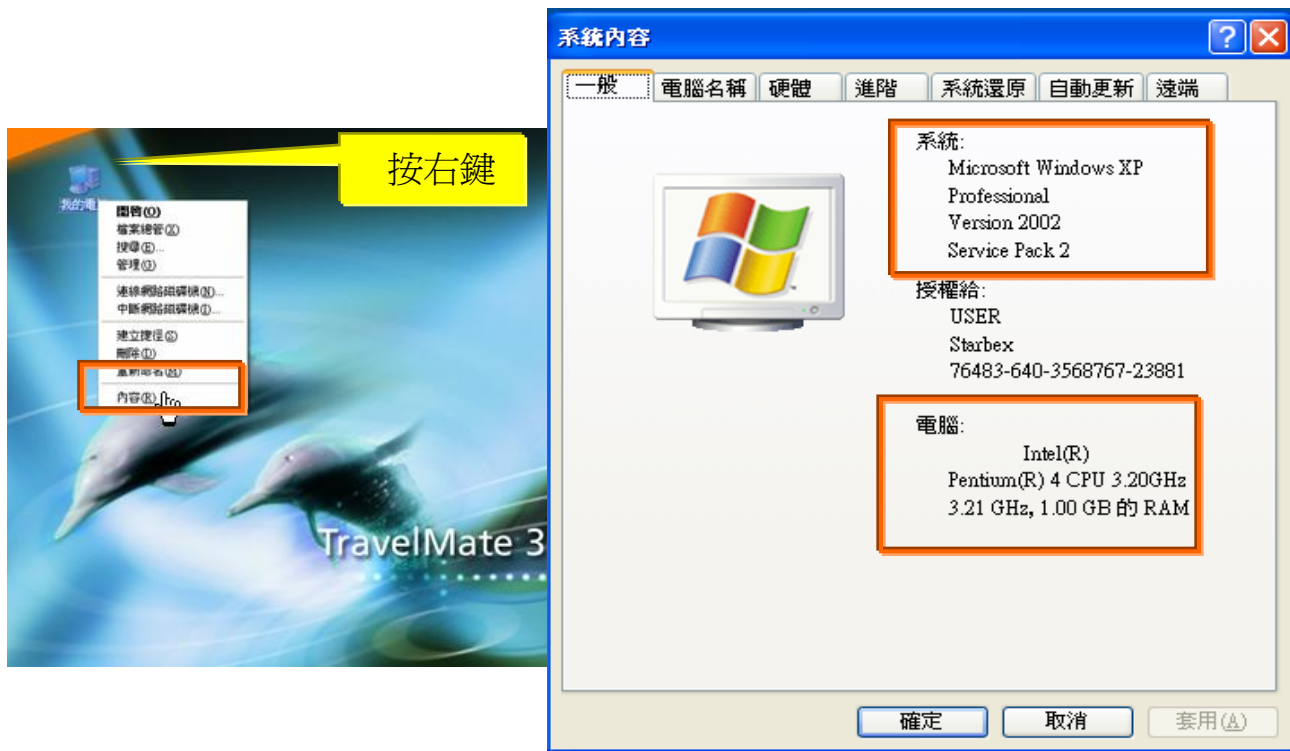 按右鍵
我的電
開啟(O)
檔案總管(X)
搜尋(E)...
管理(G)
連線網路磁碟機(N)...
中斷網路磁碟機(I)...
建立捷徑(S)
刪除(D)
重新命名(M)
內容(R)
TravelMate 3
系統內容
一般 電腦名稱 硬體 進階 系統還原 自動更新 遠端
系統:
Microsoft Windows XP
Professional
Version 2002
Service Pack 2
授權給:
USER
Starbex
76483-640-3568767-23881
電腦:
Intel(R)
Pentium(R) 4 CPU 3.20GHz
3.21 GHz, 1.00 GB 的 RAM
確定 取消 套用(A)